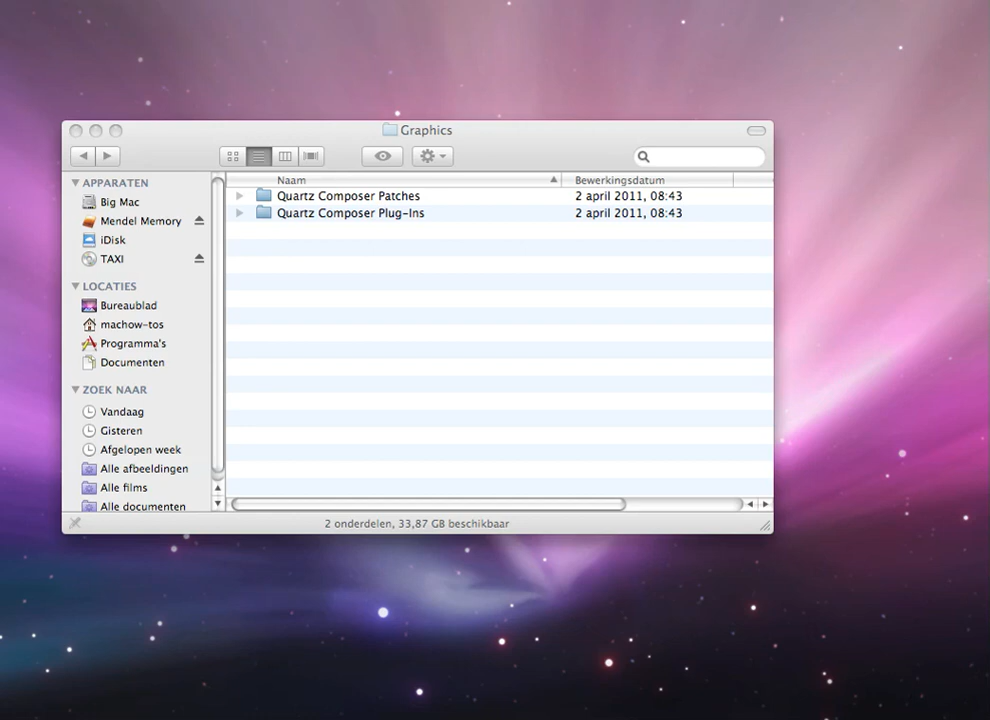 Graphics
Naam Bewerkingsdatum
Quartz Composer Patches 2 april 2011, 08:43
Quartz Composer Plug-Ins 2 april 2011, 08:43
APPARATEN
Big Mac
Mendel Memory
iDisk
TAXI
LOCATIES
Bureaublad
machow-tos
Programma's
Documenten
ZOEK NAAR
Vandaag
Gisteren
Afgelopen week
Alle afbeeldingen
Alle films
Alle documenten
2 onderdelen, 33,87 GB beschikbaar